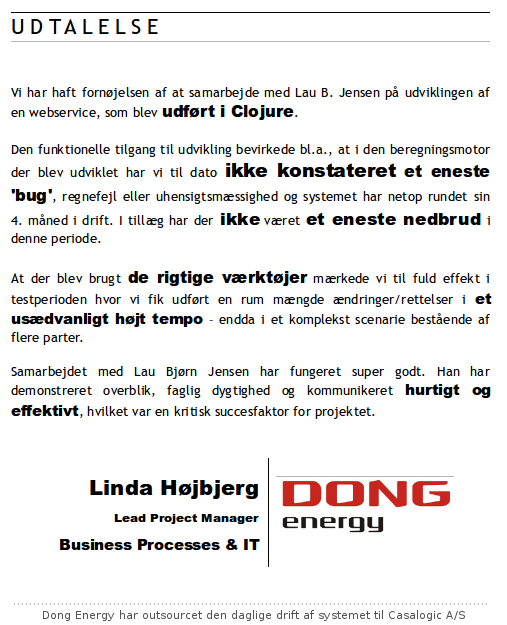 UDTALELSE
Vi har haft fornøjelsen af at samarbejde med Lau B. Jensen på udviklingen af
en webservice, som blev udført i Clojure.
Den funktionelle tilgang til udvikling bevirkede bl.a., at i den beregningsmotor
der blev udviklet har vi til dato ikke konstateret et eneste
'bug', regnefejl eller uhensigtsmæssighed og systemet har netop rundet sin
4. måned i drift. I tillæg har der ikke været et eneste nedbrud i
denne periode.
At der blev brugt de rigtige værktøjer mærkede vi til fuld effekt i
testperioden hvor vi fik udført en rum mængde ændringer/rettelser i et
usædvanligt højt tempo - endda i et komplekst scenarie bestående af
flere parter.
Samarbejdet med Lau Bjørn Jensen har fungeret super godt. Han har
demonstreret overblik, faglig dygtighed og kommunikeret hurtigt og
effektivt, hvilket var en kritisk succesfaktor for projektet.
Linda Højbjerg
Lead Project Manager
Business Processes & IT
DONG
energy
Dong Energy har outsourcet den daglige drift af systemet til Casalogic A/S